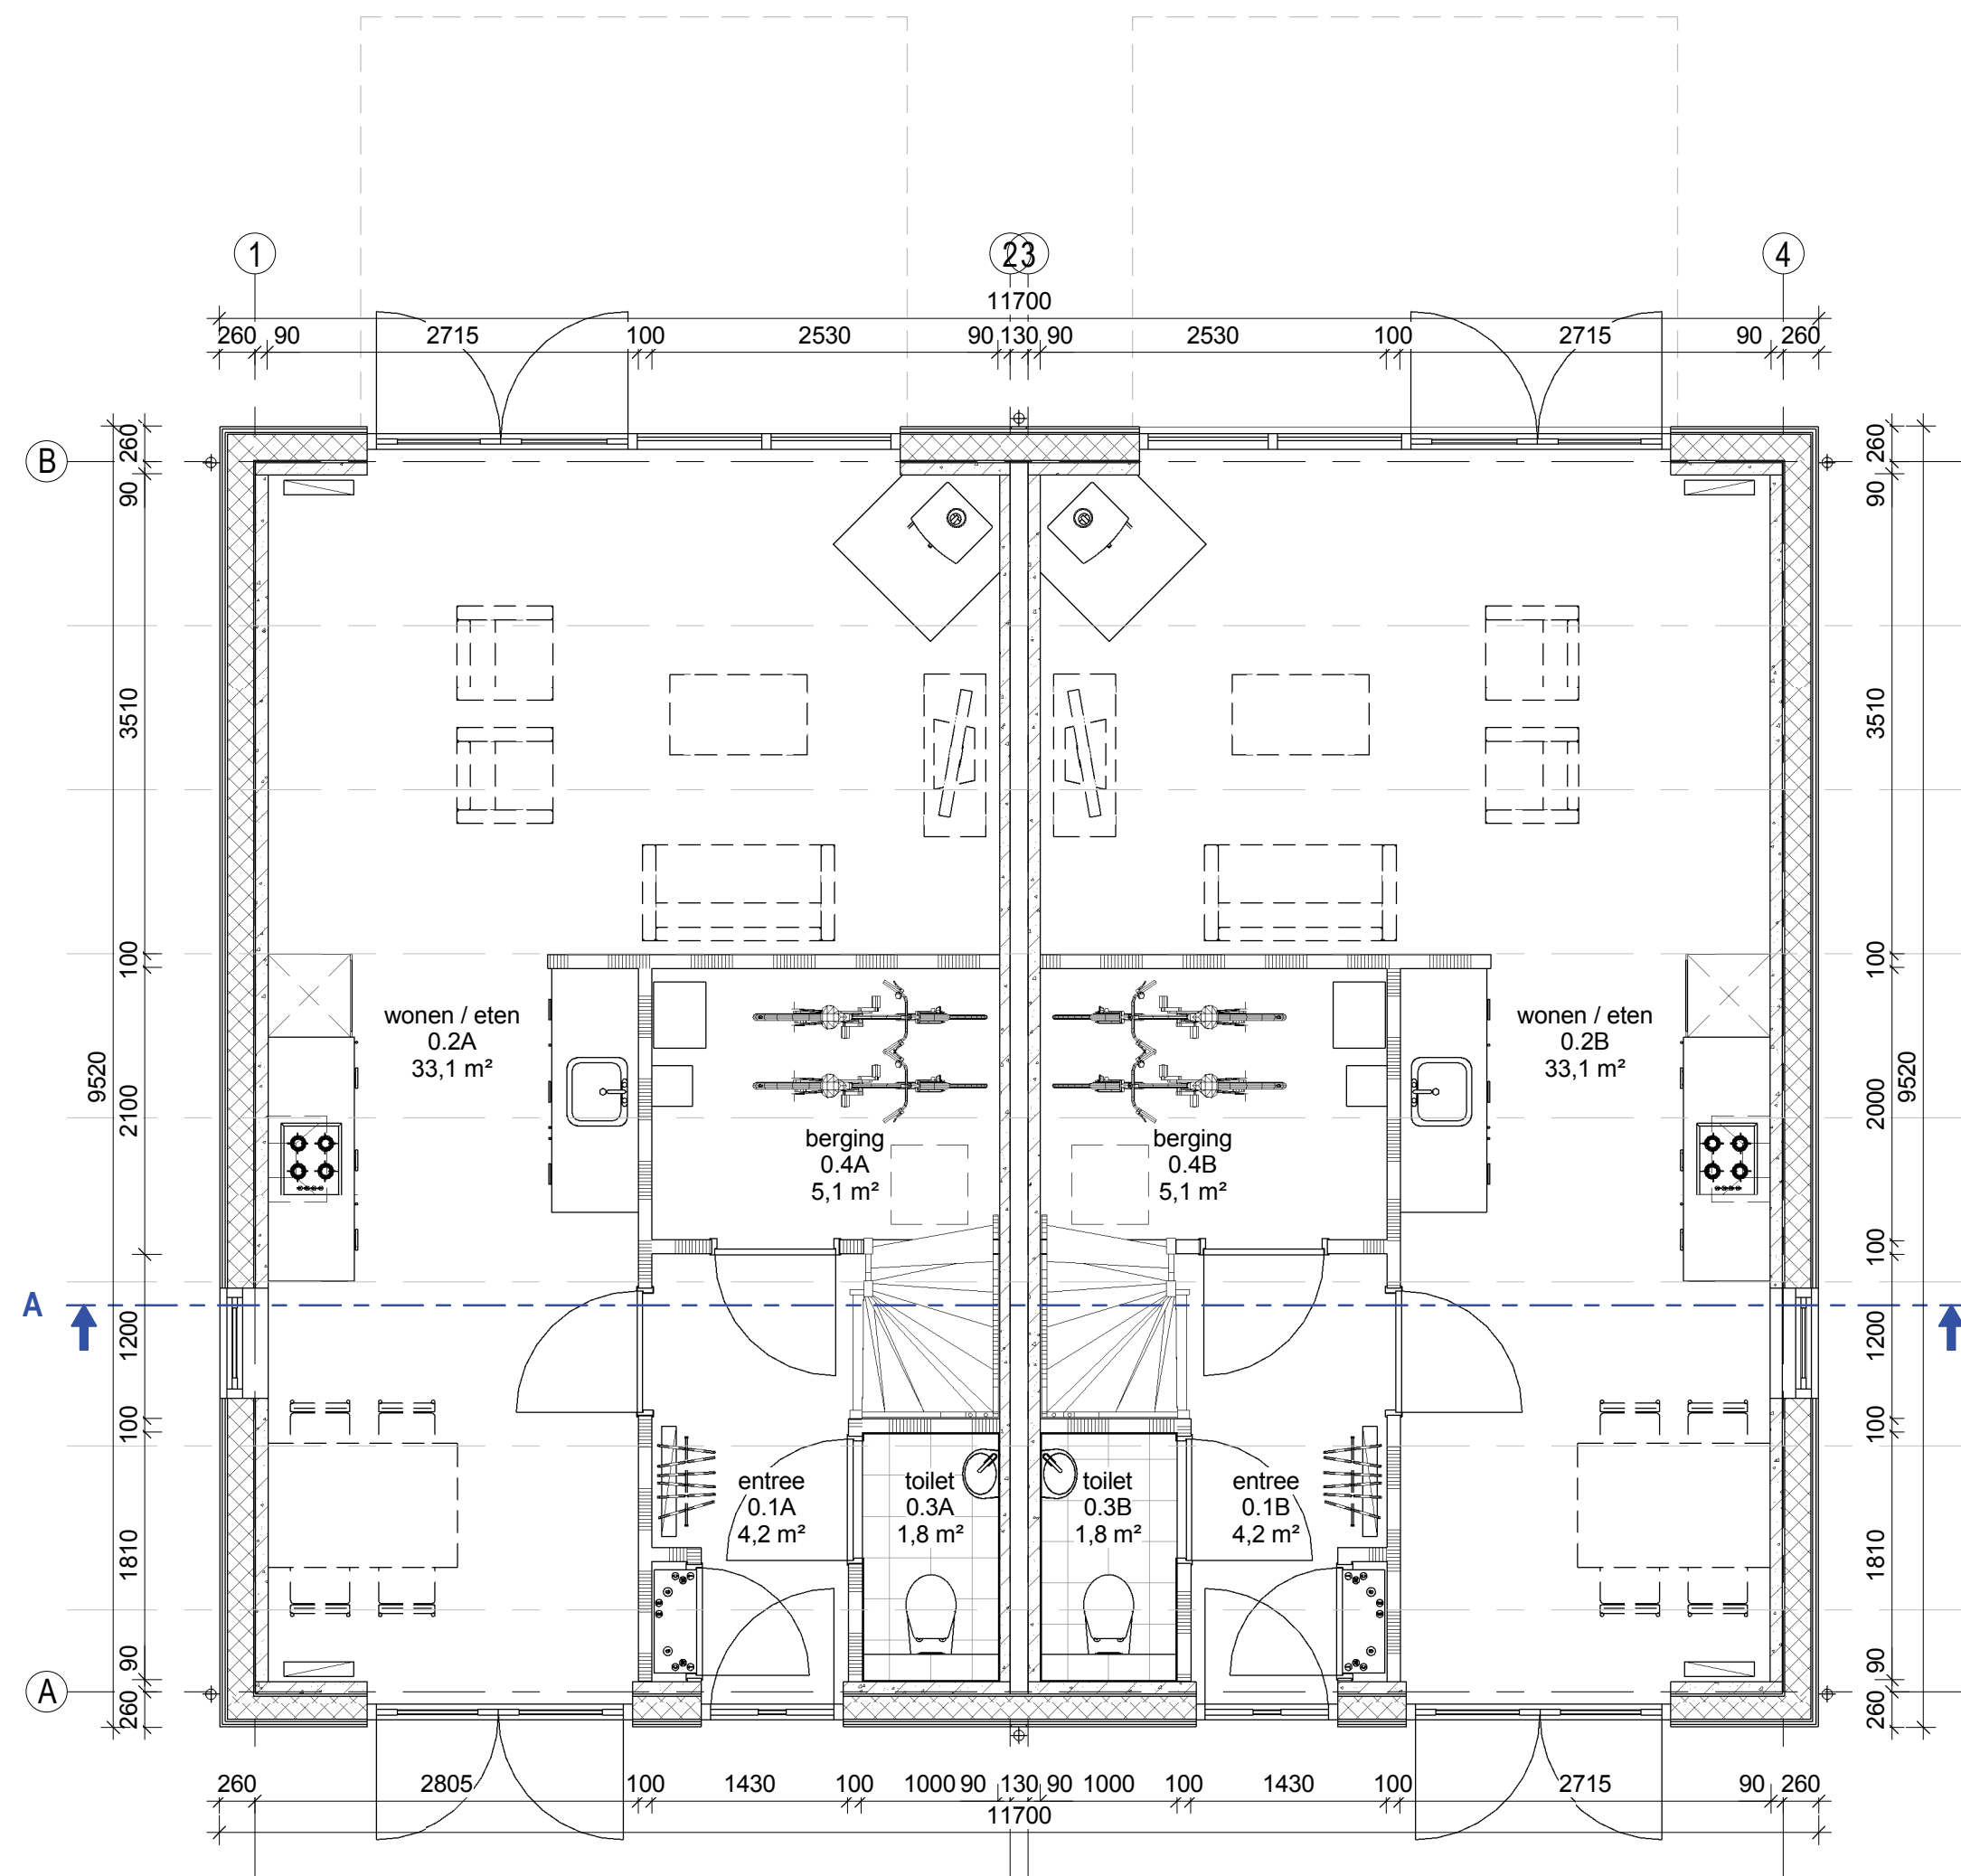 1
2
3
4
11700
260
90
2715
100
2530
90
130
90
2530
100
2715
90
260
B
260
90
3510
100
2100
1200
100
1810
90
260
9520
260
90
3510
100
2000
100
1200
100
1810
90
260
9520
wonen / eten
0.2A
33,1 m²
wonen / eten
0.2B
33,1 m²
berging
0.4A
5,1 m²
berging
0.4B
5,1 m²
A
entree
0.1A
4,2 m²
toilet
0.3A
1,8 m²
toilet
0.3B
1,8 m²
entree
0.1B
4,2 m²
A
260
2805
100
1430
100
1000
90
130
90
1000
100
1430
100
2715
90
260
11700